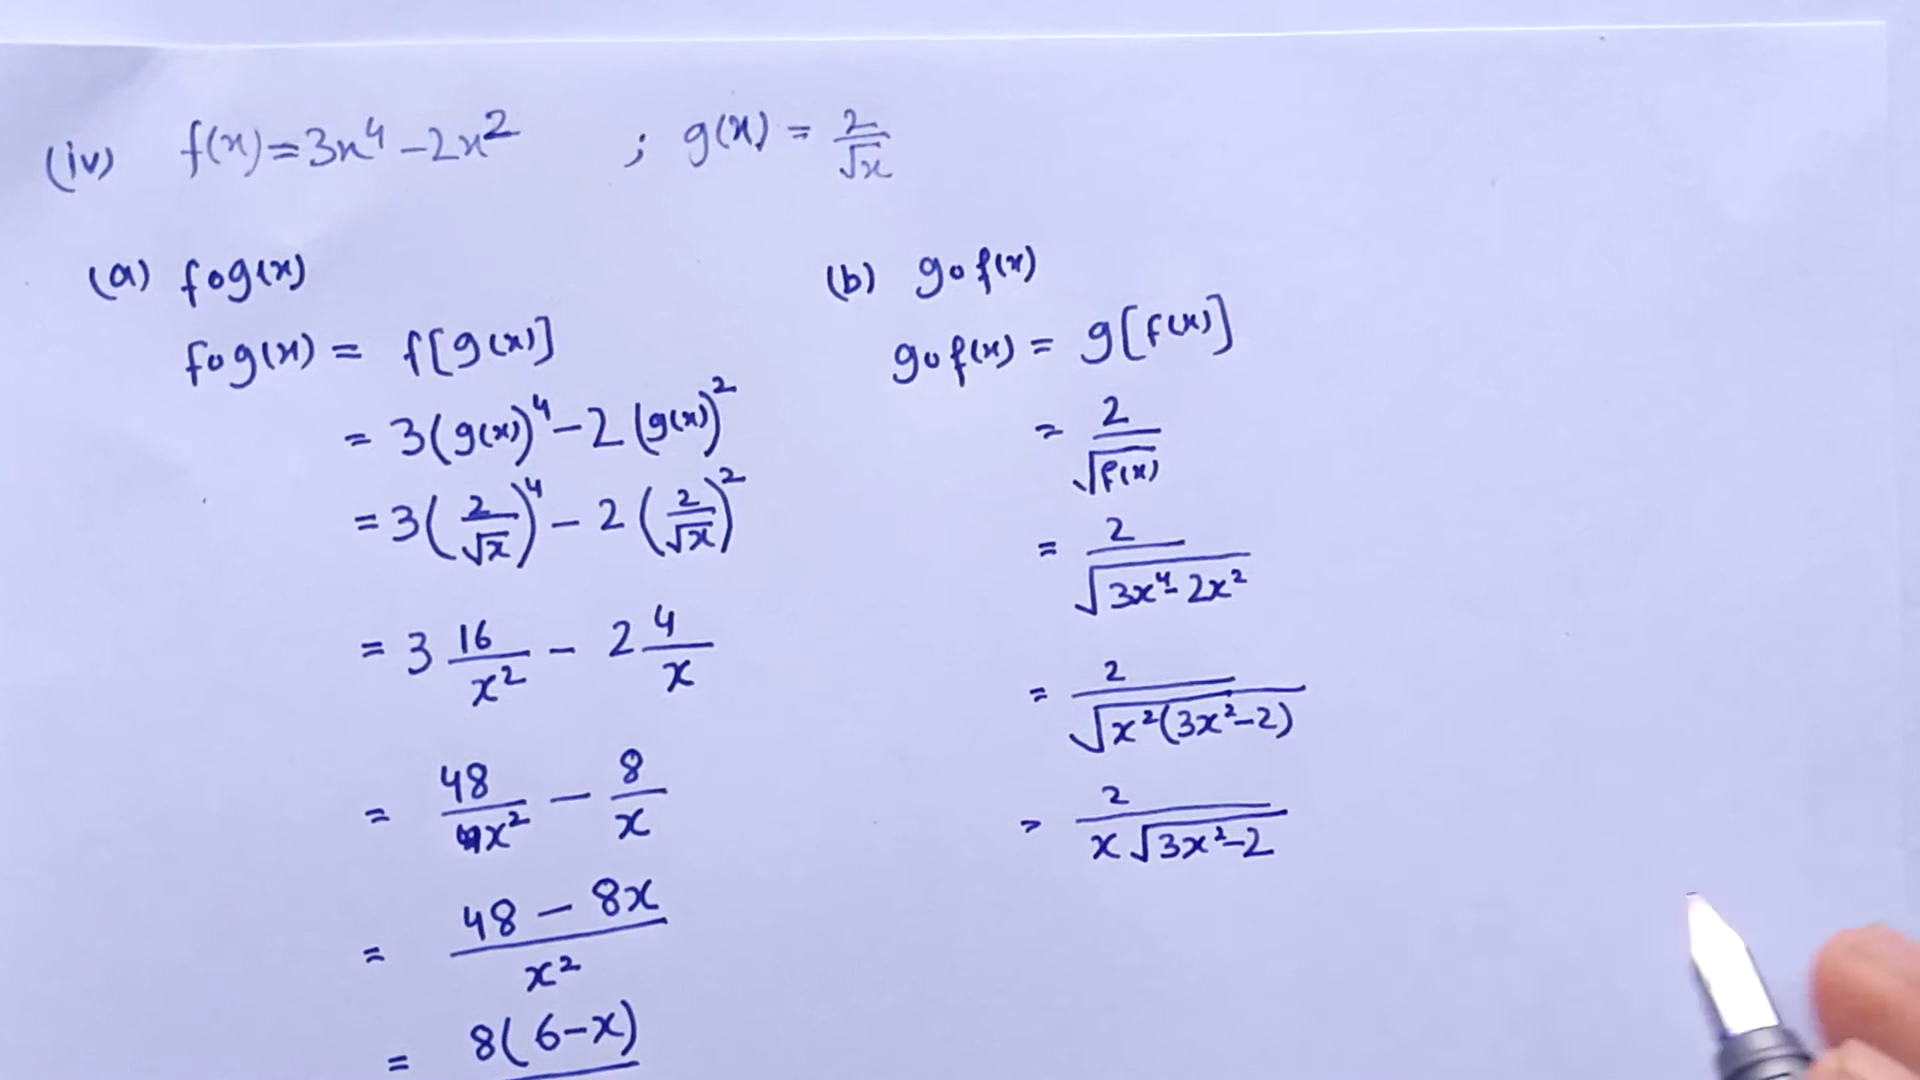 (iv) f(x)=3x⁴-2x² ; g(x) = 2/√x
(a) fog(x)
fog(x) = f[g(x)]
= 3(g(x))⁴-2(g(x))²
=3(2/√x)⁴ - 2(2/√x)²
= 3 16/x² - 2 4/x
= 48/x² - 8/x
= 48 - 8x/x²
= 8(6-x)
(b) gof(x)
gof(x) = g[f(x)]
= 2/√f(x)
= 2/√3x⁴-2x²
= 2/√x²(3x²-2)
= 2/x√3x²-2